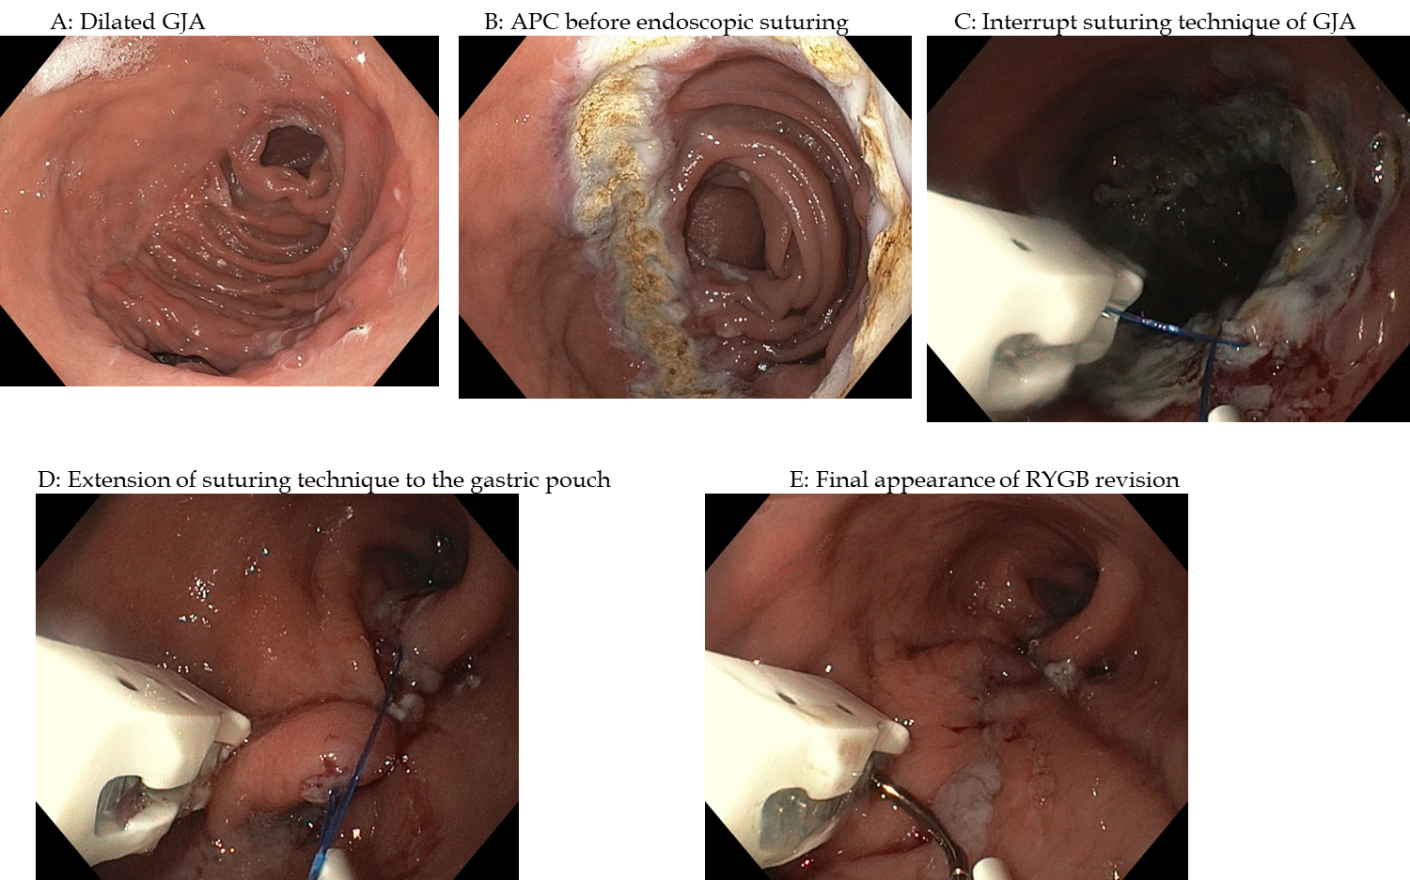 A: Dilated GJA
B: APC before endoscopic suturing
C: Interrupt suturing technique of GJA
D: Extension of suturing technique to the gastric pouch
E: Final appearance of RYGB revision